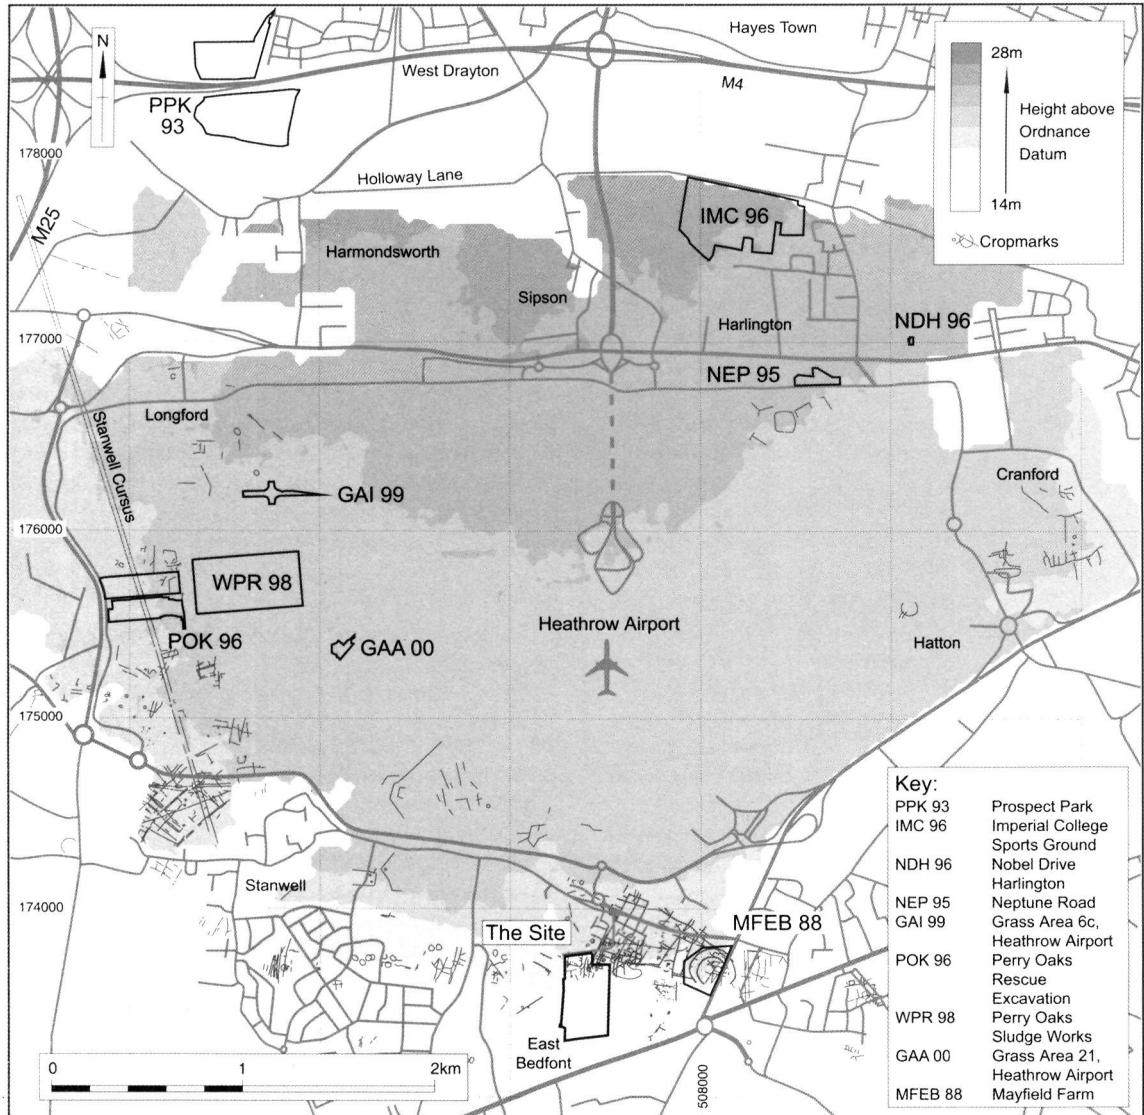 Hayes Town
N
West Drayton
M4
PPK
93
28m
Height above
Ordnance
Datum
14m
Cropmarks
178000
Holloway Lane
M25
IMC 96
Harmondsworth
Sipson
Harlington
NDH 96
177000
NEP 95
Longford
Stanwell Cursus
Cranford
GAI 99
176000
WPR 98
Heathrow Airport
POK 96
GAA 00
Hatton
175000
Key:
PPK 93 Prospect Park
IMC 96 Imperial College
Sports Ground
NDH 96 Nobel Drive
Harlington
NEP 95 Neptune Road
GAI 99 Grass Area 6c,
Heathrow Airport
POK 96 Perry Oaks
Rescue
Excavation
WPR 98 Perry Oaks
Sludge Works
GAA 00 Grass Area 21,
Heathrow Airport
MFEB 88 Mayfield Farm
Stanwell
174000
The Site
MFEB 88
East
Bedfont
0 1 2km
508000